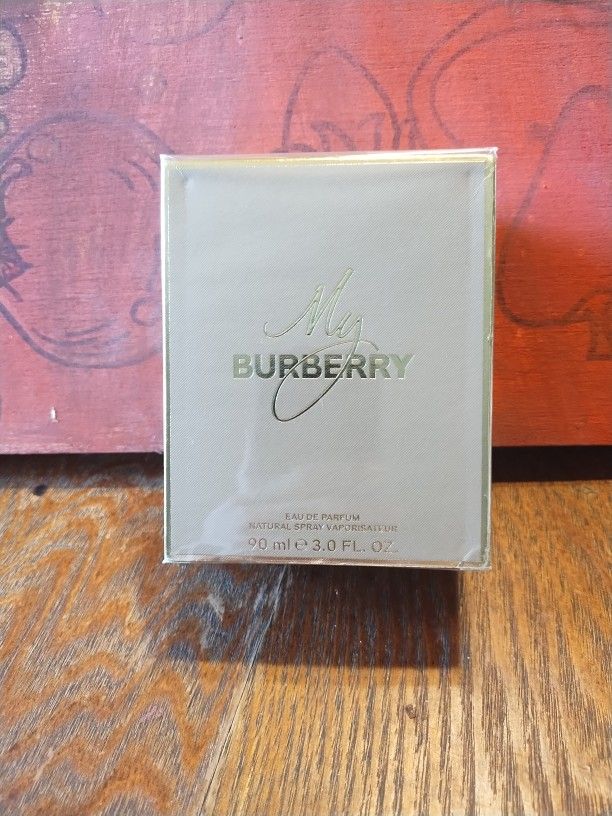 My
BURBERRY
EAU DE PARFUM
NATURAL SPRAY VAPORISATEUR
90 ml ℮ 3.0 FL. OZ.